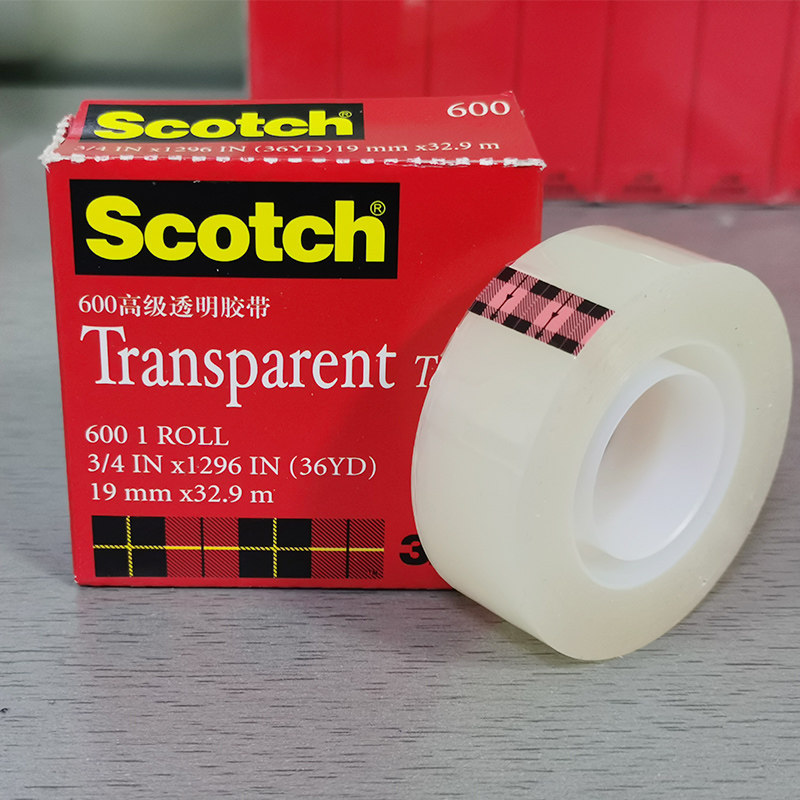 Scotch®
600
3/4 IN x1296 IN (36YD)19 mm x32.9 m
Scotch®
600高级透明胶带
Transparent
600 1 ROLL
3/4 IN x1296 IN (36YD)
19 mm x32.9 m
™